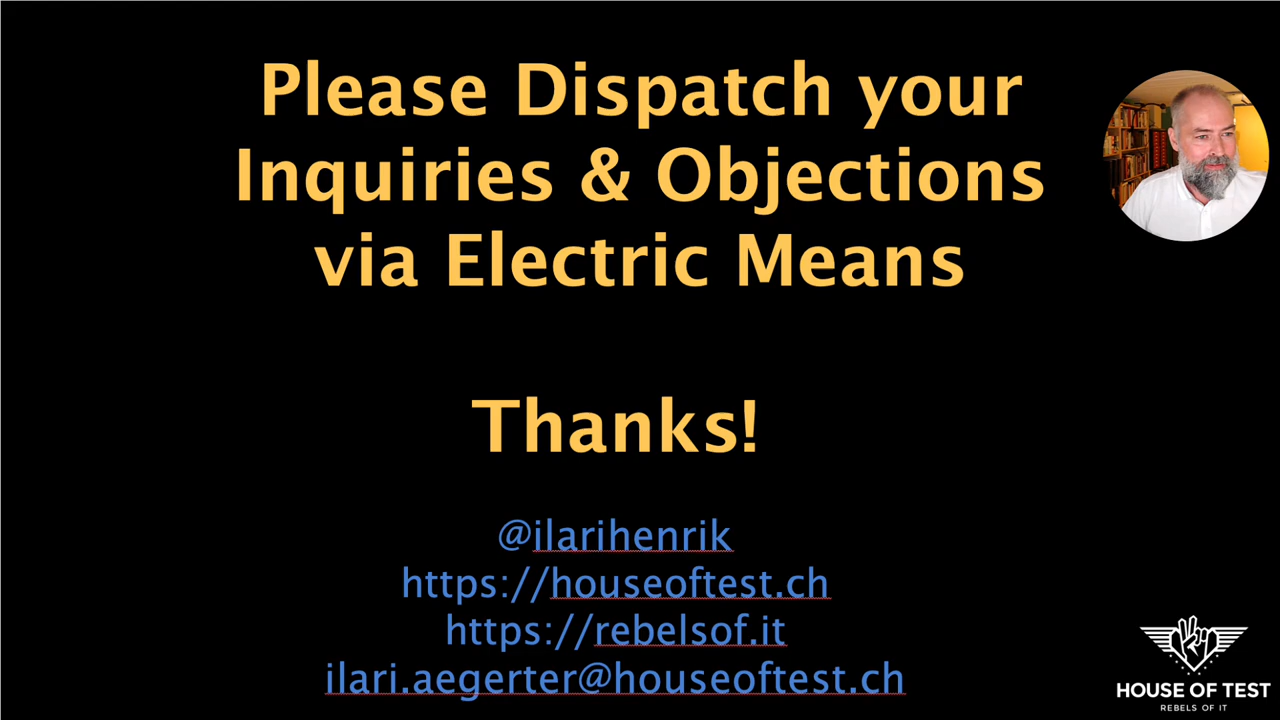 Please Dispatch your
Inquiries & Objections
via Electric Means
Thanks!
@ilarihenrik
https://houseoftest.ch
https://rebelsof.it
ilari.aegerter@houseoftest.ch
HOUSE OF TEST
REBELS OF IT